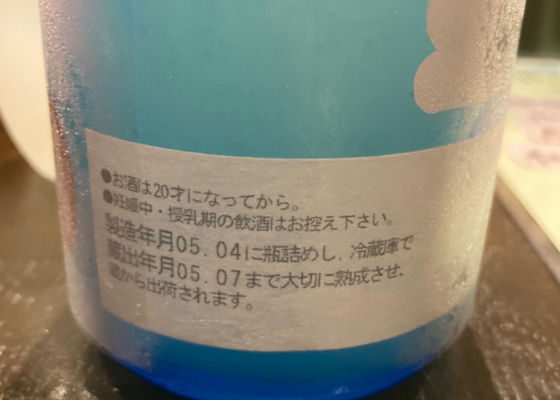 ●お酒は20才になってから。
●妊娠中・授乳期の飲酒はお控え下さい。
製造年月05.04に瓶詰めし、冷蔵庫で
蔵出年月05.07まで大切に熟成させ、
蔵から出荷されます。